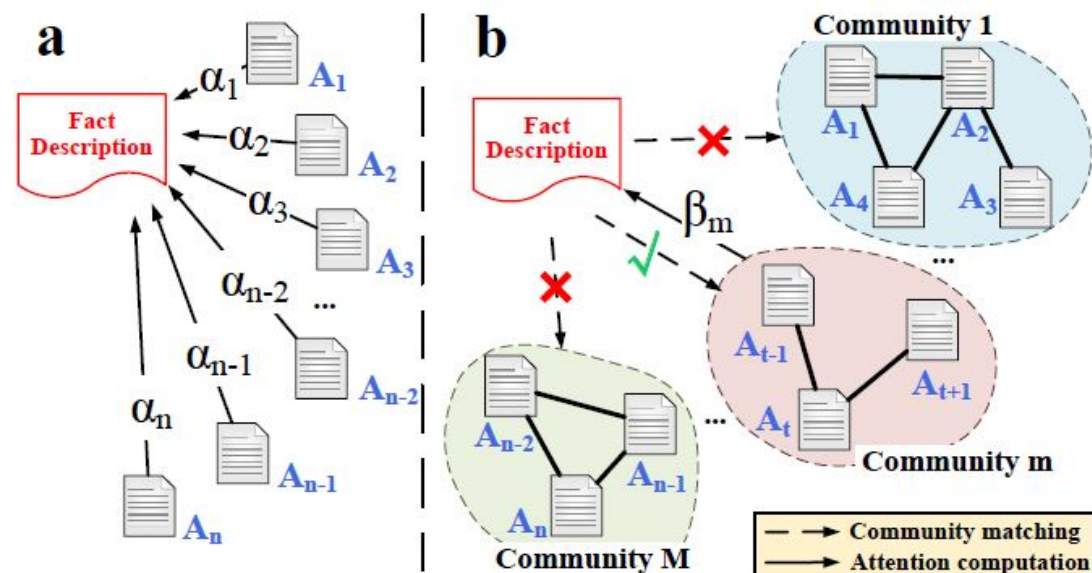 a
Fact
Description
α₁
A₁
α₂
A₂
α₃
A₃
...
αₙ₋₂
Aₙ₋₂
αₙ₋₁
Aₙ₋₁
αₙ
Aₙ
b
Fact
Description
Community 1
A₁
A₂
A₄
A₃
...
βₘ
Aₜ₋₁
Aₜ₊₁
Aₜ
Community m
...
Aₙ₋₂
Aₙ₋₁
Aₙ
Community M
Community matching
Attention computation